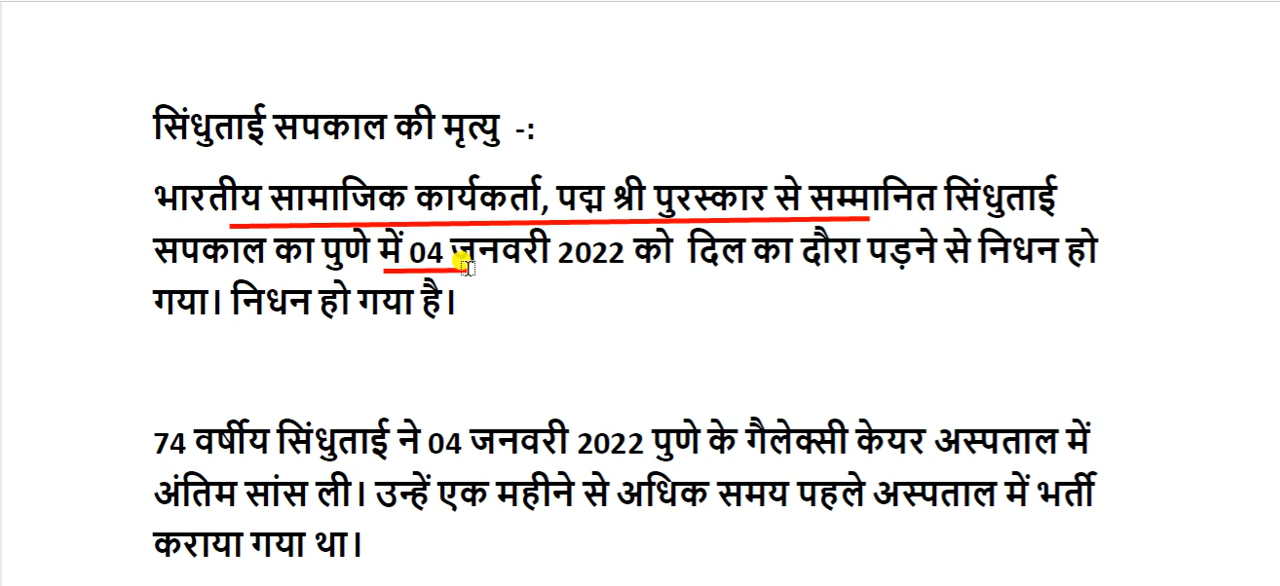 सिंधुताई सपकाल की मृत्यु -:
भारतीय सामाजिक कार्यकर्ता, पद्म श्री पुरस्कार से सम्मानित सिंधुताई
सपकाल का पुणे में 04 जनवरी 2022 को दिल का दौरा पड़ने से निधन हो
गया। निधन हो गया है।
74 वर्षीय सिंधुताई ने 04 जनवरी 2022 पुणे के गैलेक्सी केयर अस्पताल में
अंतिम सांस ली। उन्हें एक महीने से अधिक समय पहले अस्पताल में भर्ती
कराया गया था।